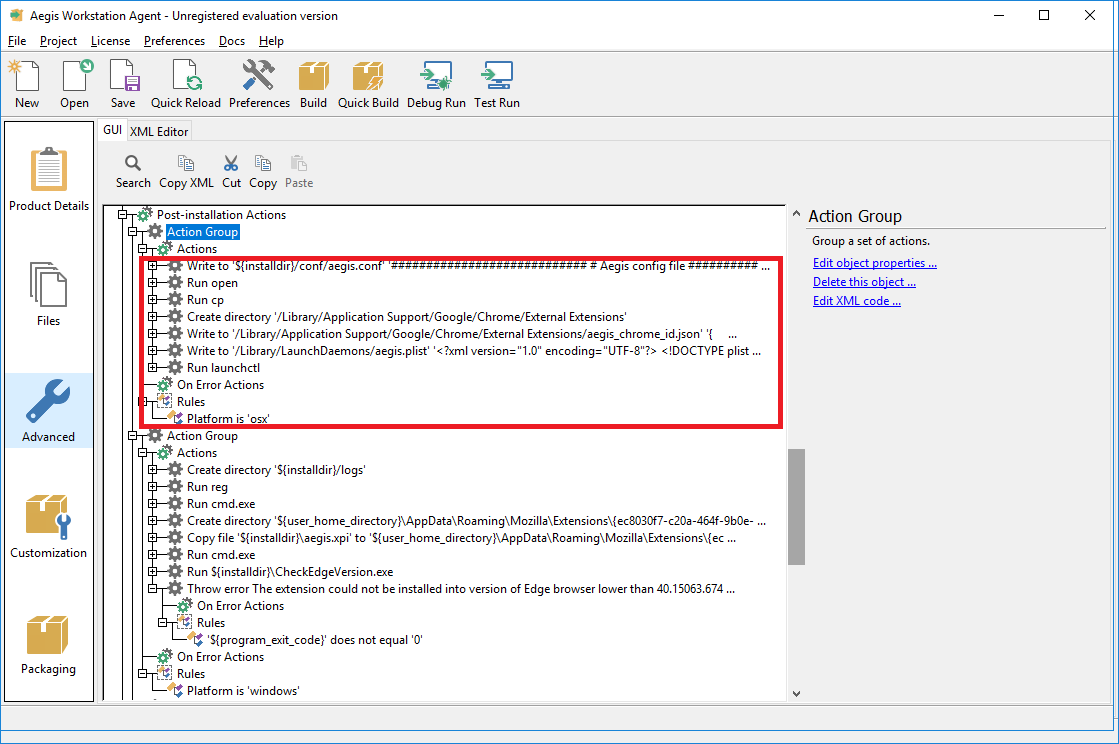 Aegis Workstation Agent - Unregistered evaluation version
File Project License Preferences Docs Help
New Open Save Quick Reload Preferences Build Quick Build Debug Run Test Run
GUI XML Editor
Search Copy XML Cut Copy Paste
Product Details
Files
Advanced
Customization
Packaging
Post-installation Actions
Action Group
Actions
Write to '${installdir}/conf/aegis.conf' '############################ # Aegis config file ########## ...
Run open
Run cp
Create directory '/Library/Application Support/Google/Chrome/External Extensions'
Write to '/Library/Application Support/Google/Chrome/External Extensions/aegis_chrome_id.json' '{ ...
Write to '/Library/LaunchDaemons/aegis.plist' '<?xml version="1.0" encoding="UTF-8"?> <!DOCTYPE plist ...
Run launchctl
On Error Actions
Rules
Platform is 'osx'
Action Group
Actions
Create directory '${installdir}/logs'
Run reg
Run cmd.exe
Create directory '${user_home_directory}\AppData\Roaming\Mozilla\Extensions\{ec8030f7-c20a-464f-9b0e- ...
Copy file '${installdir}\aegis.xpi' to '${user_home_directory}\AppData\Roaming\Mozilla\Extensions\{ec ...
Run cmd.exe
Run ${installdir}\CheckEdgeVersion.exe
Throw error The extension could not be installed into version of Edge browser lower than 40.15063.674 ...
On Error Actions
Rules
'${program_exit_code}' does not equal '0'
On Error Actions
Rules
Platform is 'windows'
Action Group
Group a set of actions.
Edit object properties ...
Delete this object ...
Edit XML code ...